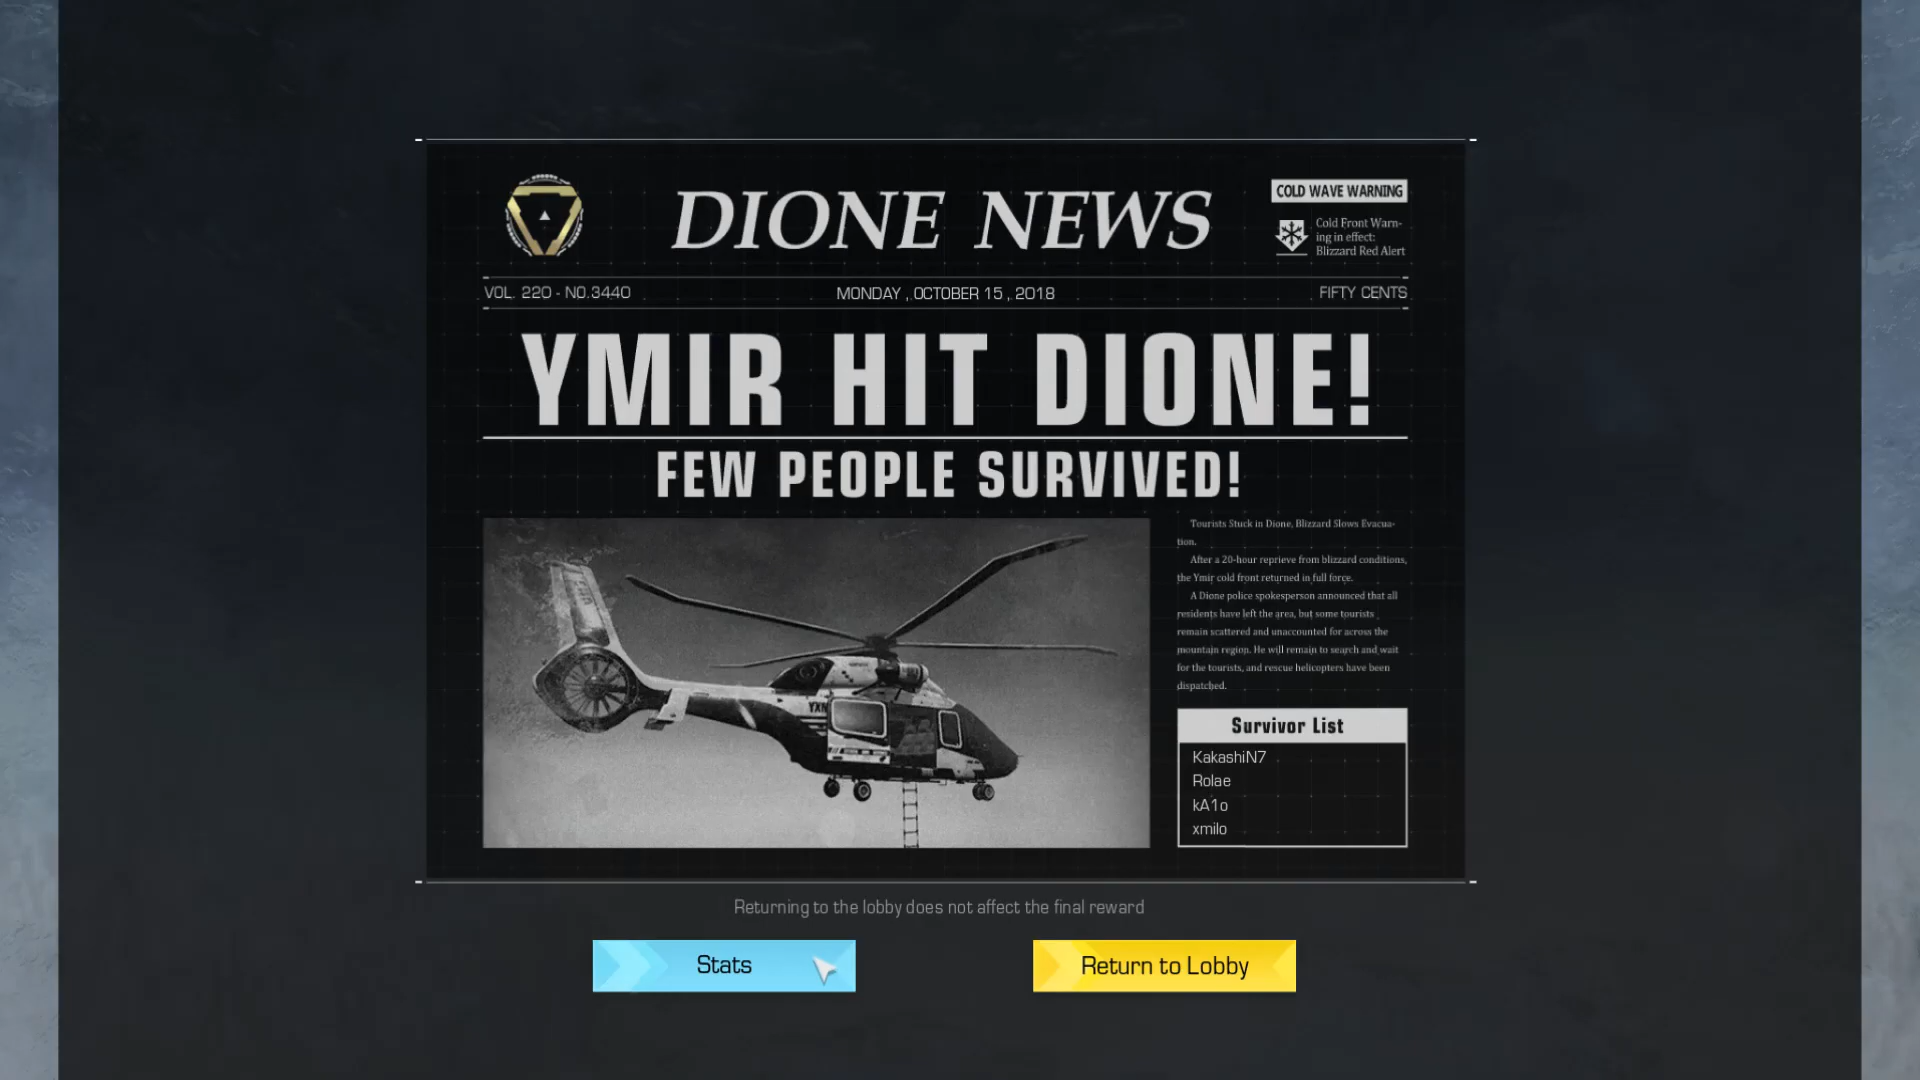 DIONE NEWS
COLD WAVE WARNING
Cold Front Warn-
ing in effect:
Blizzard Red Alert
VOL. 220 - NO.3440
MONDAY , OCTOBER 15 , 2018
FIFTY CENTS
YMIR HIT DIONE!
FEW PEOPLE SURVIVED!
Tourists Stuck in Dione, Blizzard Slows Evacua-
tion.
After a 20-hour reprieve from blizzard conditions,
the Ymir cold front returned in full force.
A Dione police spokesperson announced that all
residents have left the area, but some tourists
remain scattered and unaccounted for across the
mountain region. He will remain to search and wait
for the tourists, and rescue helicopters have been
dispatched.
Survivor List
KakashiN7
Rolae
kA1o
xmilo
Returning to the lobby does not affect the final reward
Stats
Return to Lobby